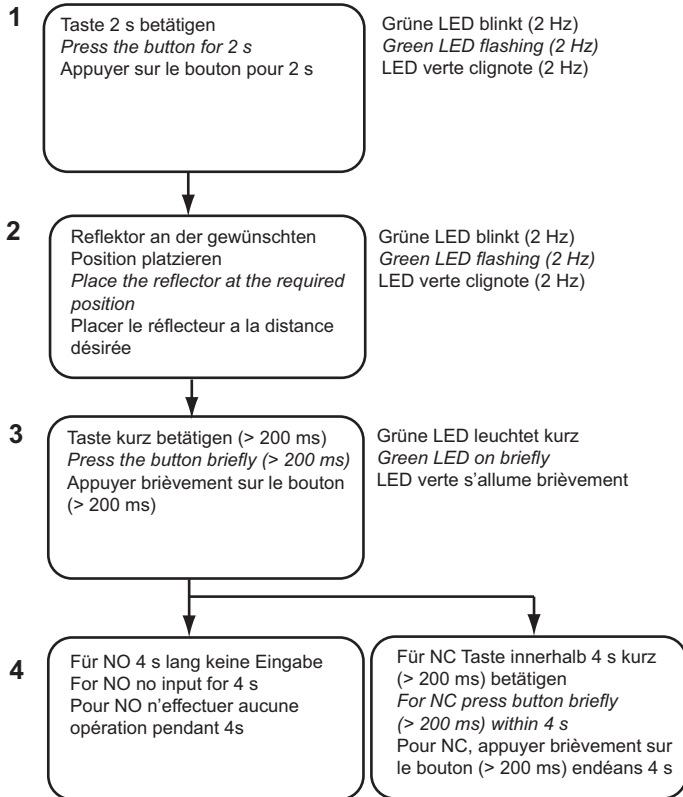 1
Taste 2 s betätigen
Press the button for 2 s
Appuyer sur le bouton pour 2 s
Grüne LED blinkt (2 Hz)
Green LED flashing (2 Hz)
LED verte clignote (2 Hz)
2
Reflektor an der gewünschten
Position platzieren
Place the reflector at the required
position
Placer le réflecteur a la distance
désirée
Grüne LED blinkt (2 Hz)
Green LED flashing (2 Hz)
LED verte clignote (2 Hz)
3
Taste kurz betätigen (> 200 ms)
Press the button briefly (> 200 ms)
Appuyer brièvement sur le bouton
(> 200 ms)
Grüne LED leuchtet kurz
Green LED on briefly
LED verte s’allume brièvement
4
Für NO 4 s lang keine Eingabe
For NO no input for 4 s
Pour NO n’effectuer aucune
opération pendant 4s
Für NC Taste innerhalb 4 s kurz
(> 200 ms) betätigen
For NC press button briefly
(> 200 ms) within 4 s
Pour NC, appuyer brièvement sur
le bouton (> 200 ms) endéans 4 s